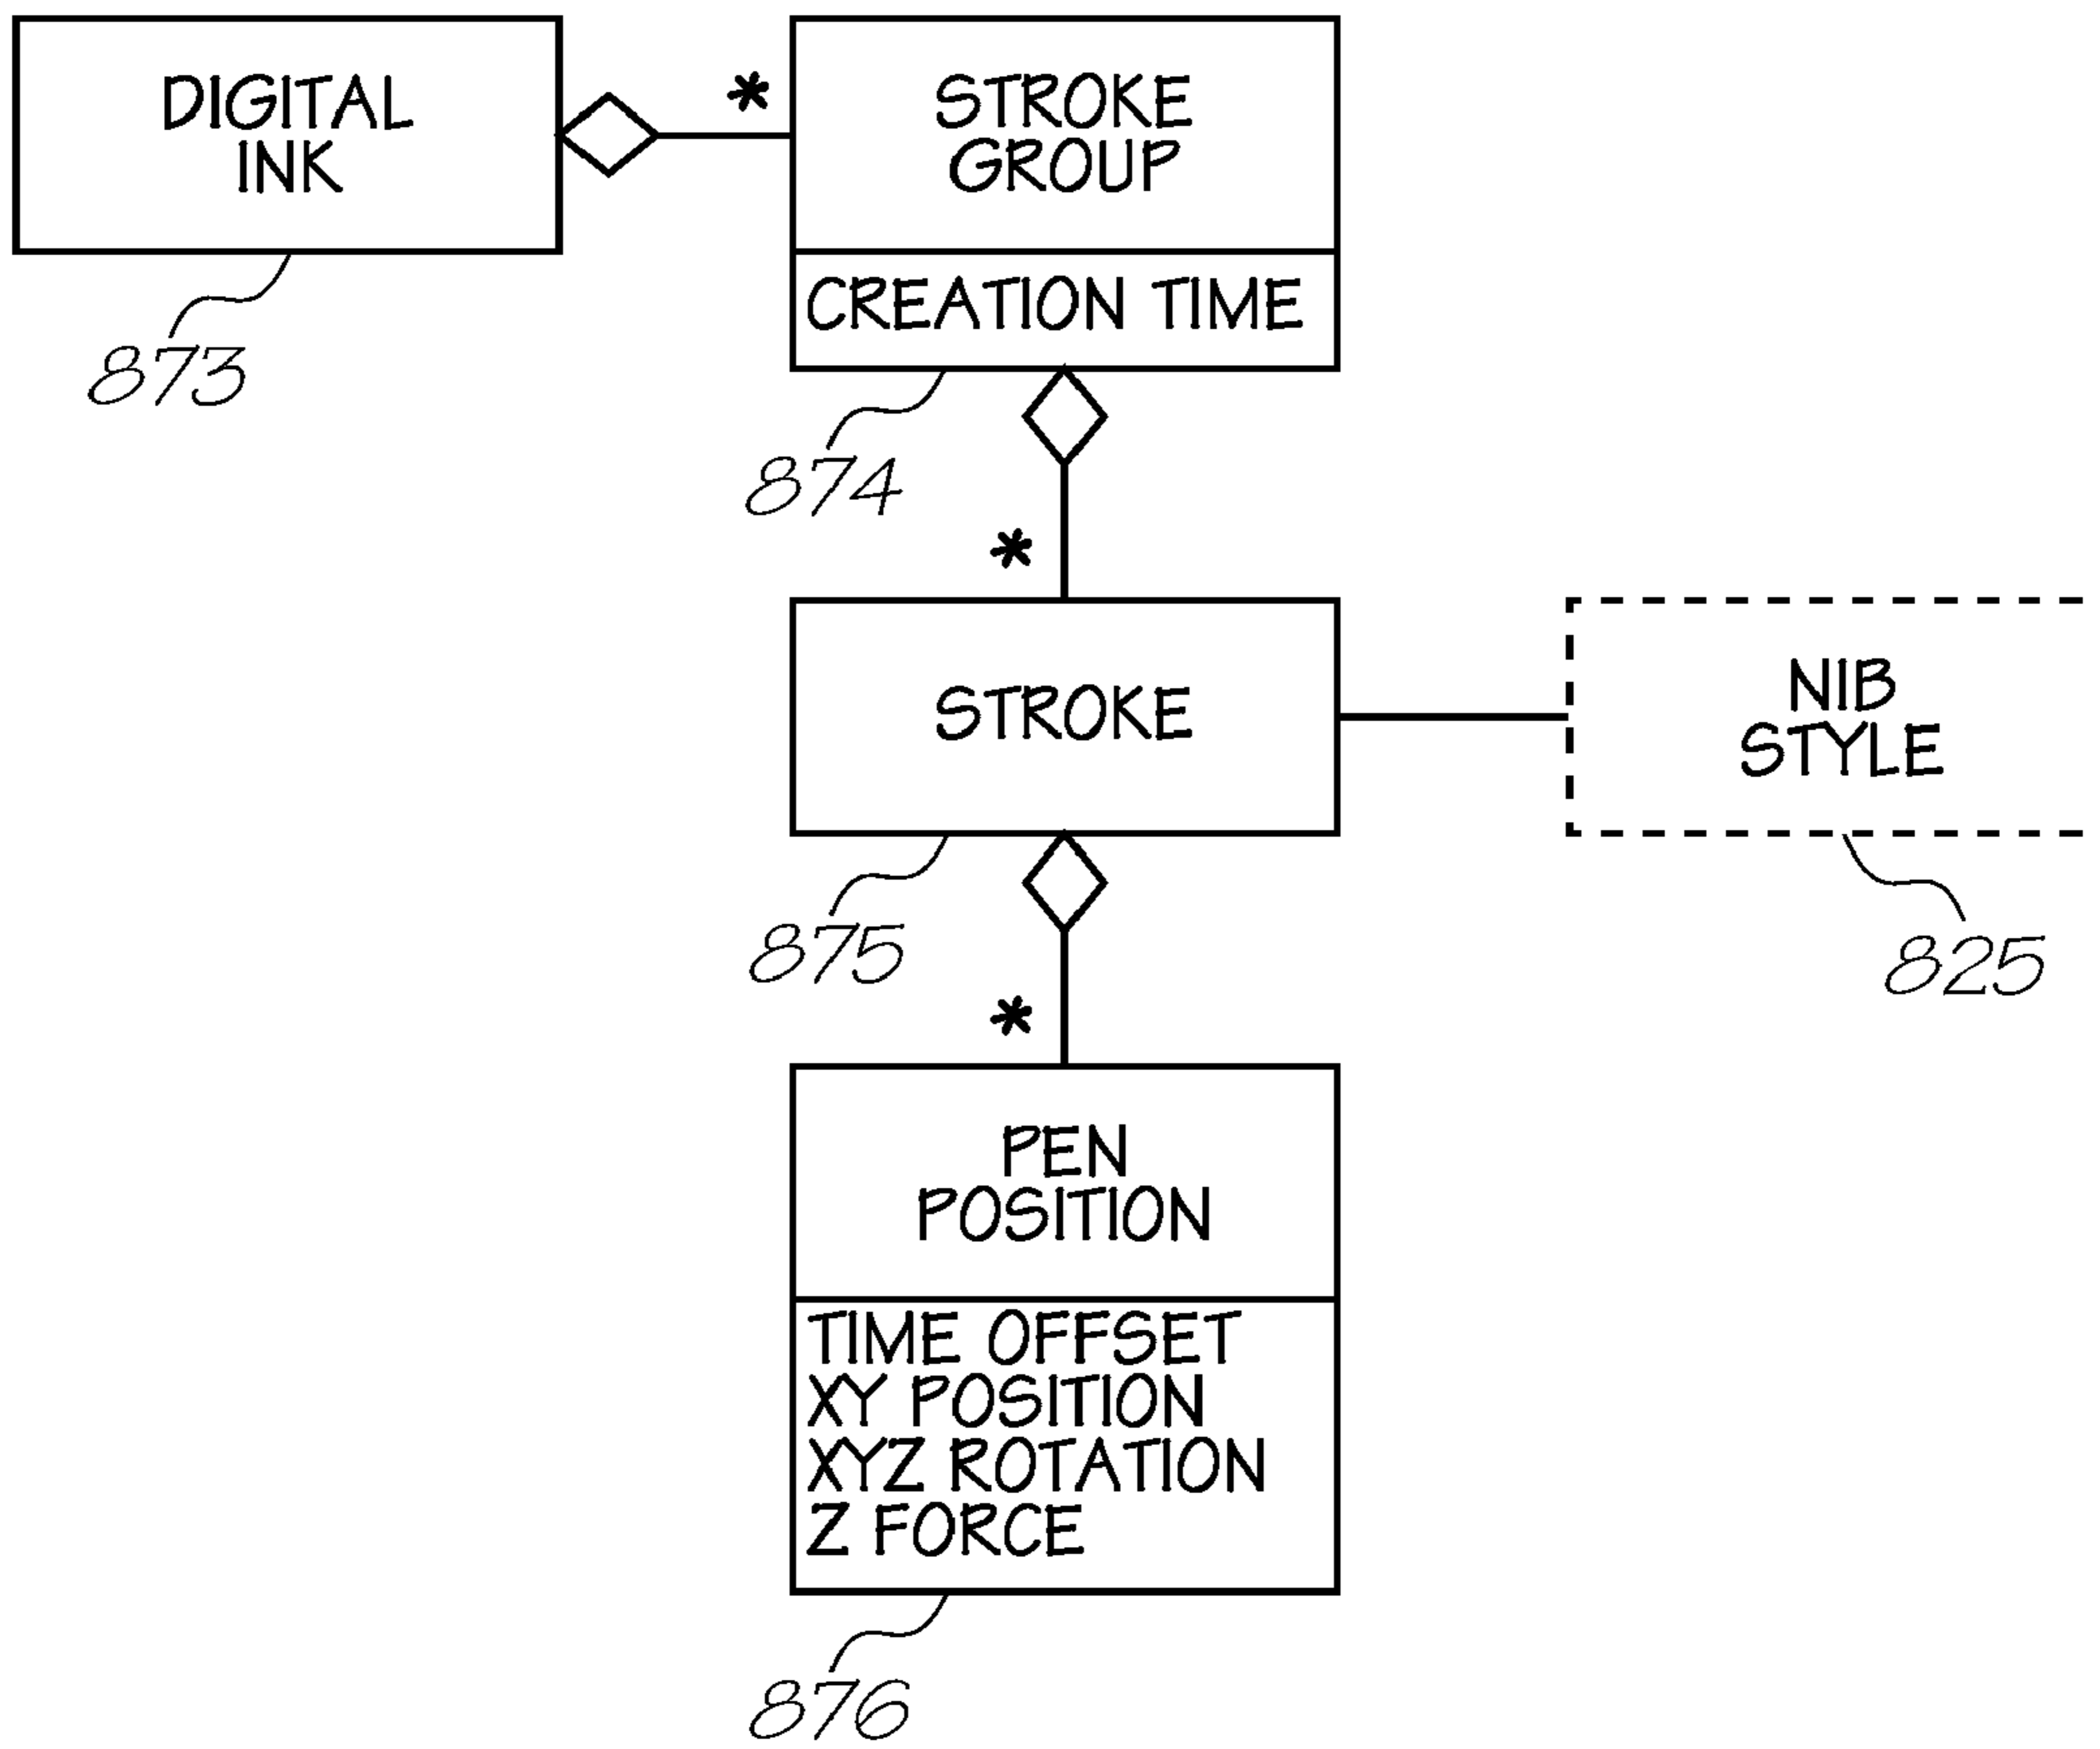 DIGITAL
INK
873
*
STROKE
GROUP
CREATION TIME
874
*
STROKE
875
NIB
STYLE
825
*
PEN
POSITION
TIME OFFSET
XY POSITION
XYZ ROTATION
Z FORCE
876